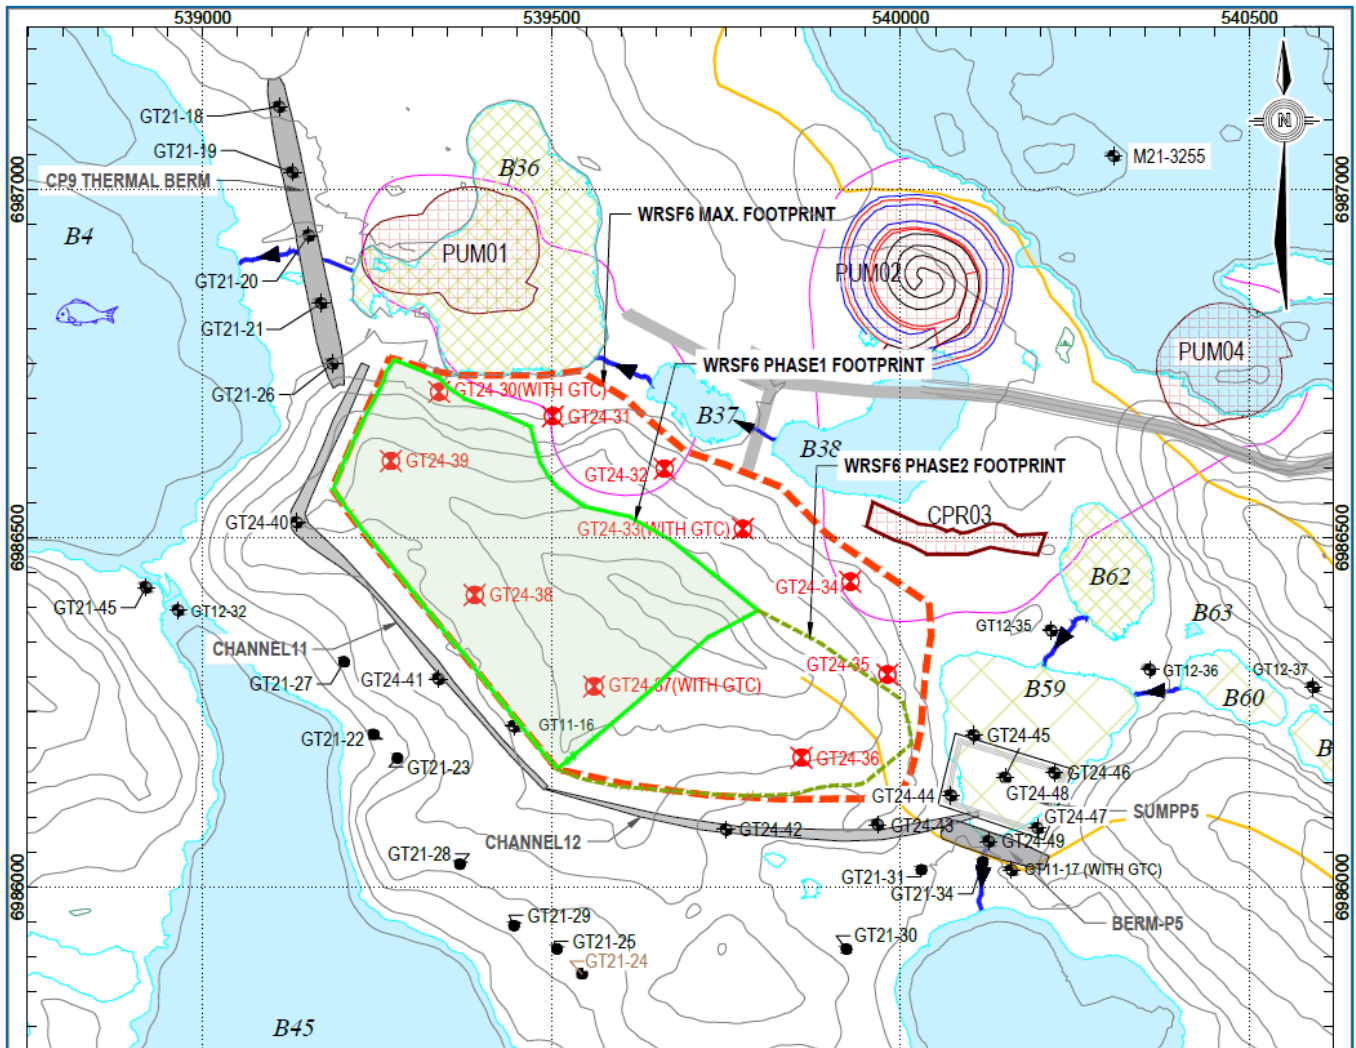 539000
539500
540000
540500
GT21-18
GT21-19
CP9 THERMAL BERM
B36
M21-3255
N
6987000
6987000
WRSF6 MAX. FOOTPRINT
B4
PUM01
PUM02
GT21-20
GT21-21
WRSF6 PHASE1 FOOTPRINT
PUM04
GT21-26
GT24-30(WITH GTC)
GT24-31
B37
B38
GT24-39
GT24-32
WRSF6 PHASE2 FOOTPRINT
GT24-40
GT24-33(WITH GTC)
CPR03
6986500
6986500
GT21-45
GT12-32
GT24-38
GT24-34
B62
B63
GT12-35
CHANNEL11
GT21-27
GT24-41
GT24-37(WITH GTC)
GT24-35
GT12-36
GT12-37
B59
B60
GT11-16
GT21-22
GT21-23
GT24-36
GT24-45
GT24-46
B
GT24-48
GT24-44
SUMPP5
GT24-47
CHANNEL12
GT24-42
GT24-43
GT24-49
GT21-28
GT21-31
GT11-17 (WITH GTC)
GT21-34
6986000
6986000
GT21-29
GT21-25
GT21-24
GT21-30
BERM-P5
B45